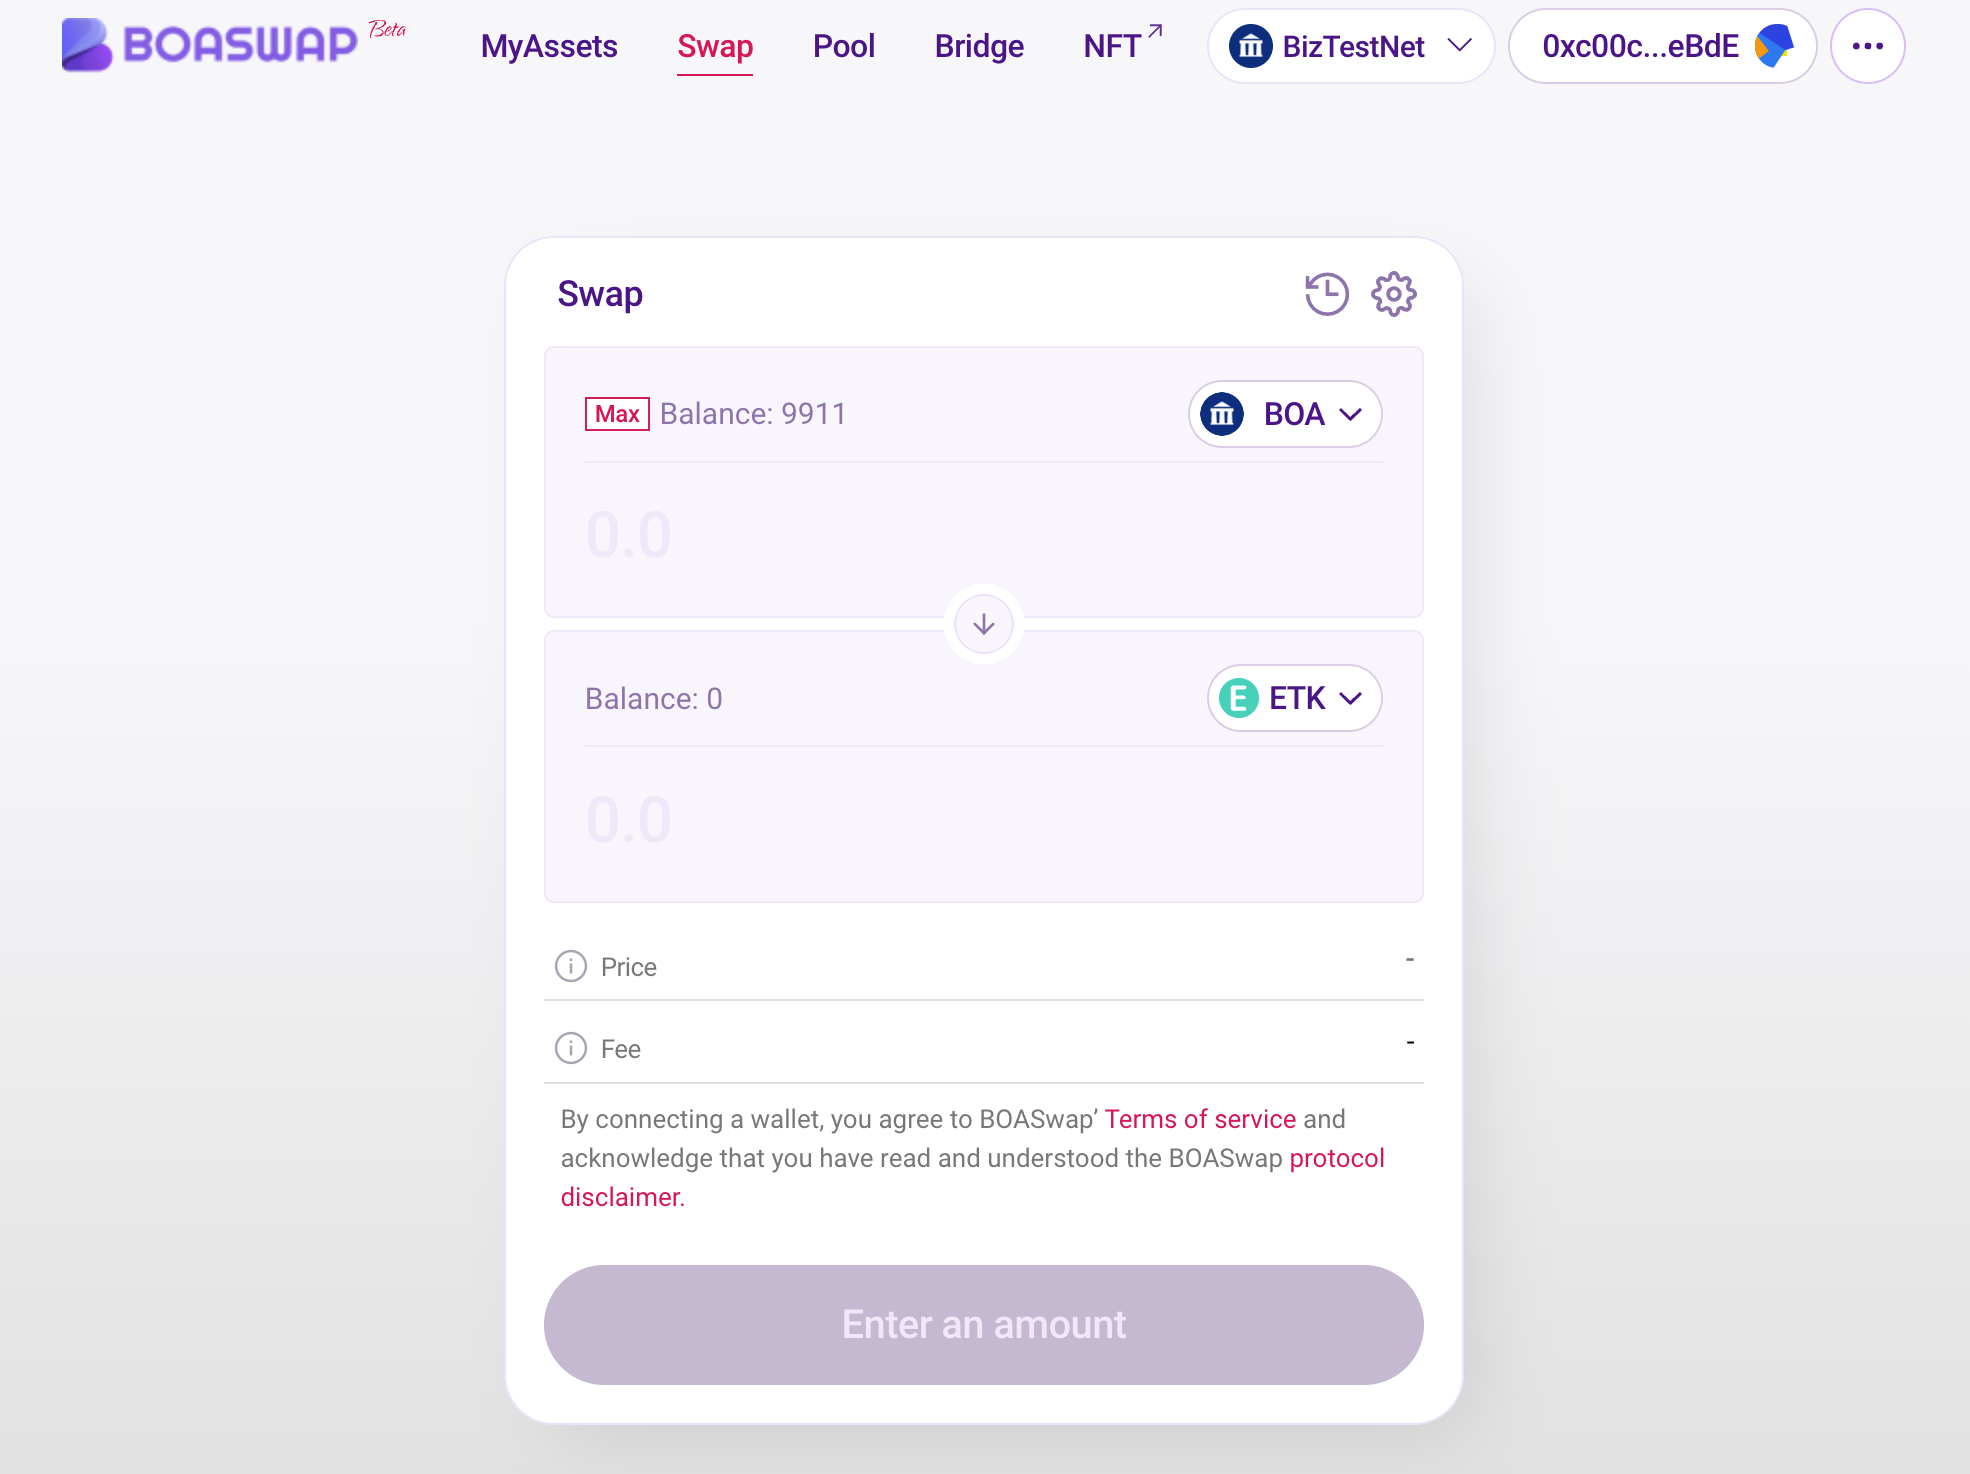 BOASWAP Beta MyAssets Swap Pool Bridge NFT BizTestNet 0xc00c...eBdE
Swap
Max Balance: 9911 BOA
0.0
Balance: 0 E ETK
0.0
Price -
Fee -
By connecting a wallet, you agree to BOASwap’ Terms of service and
acknowledge that you have read and understood the BOASwap protocol
disclaimer.
Enter an amount